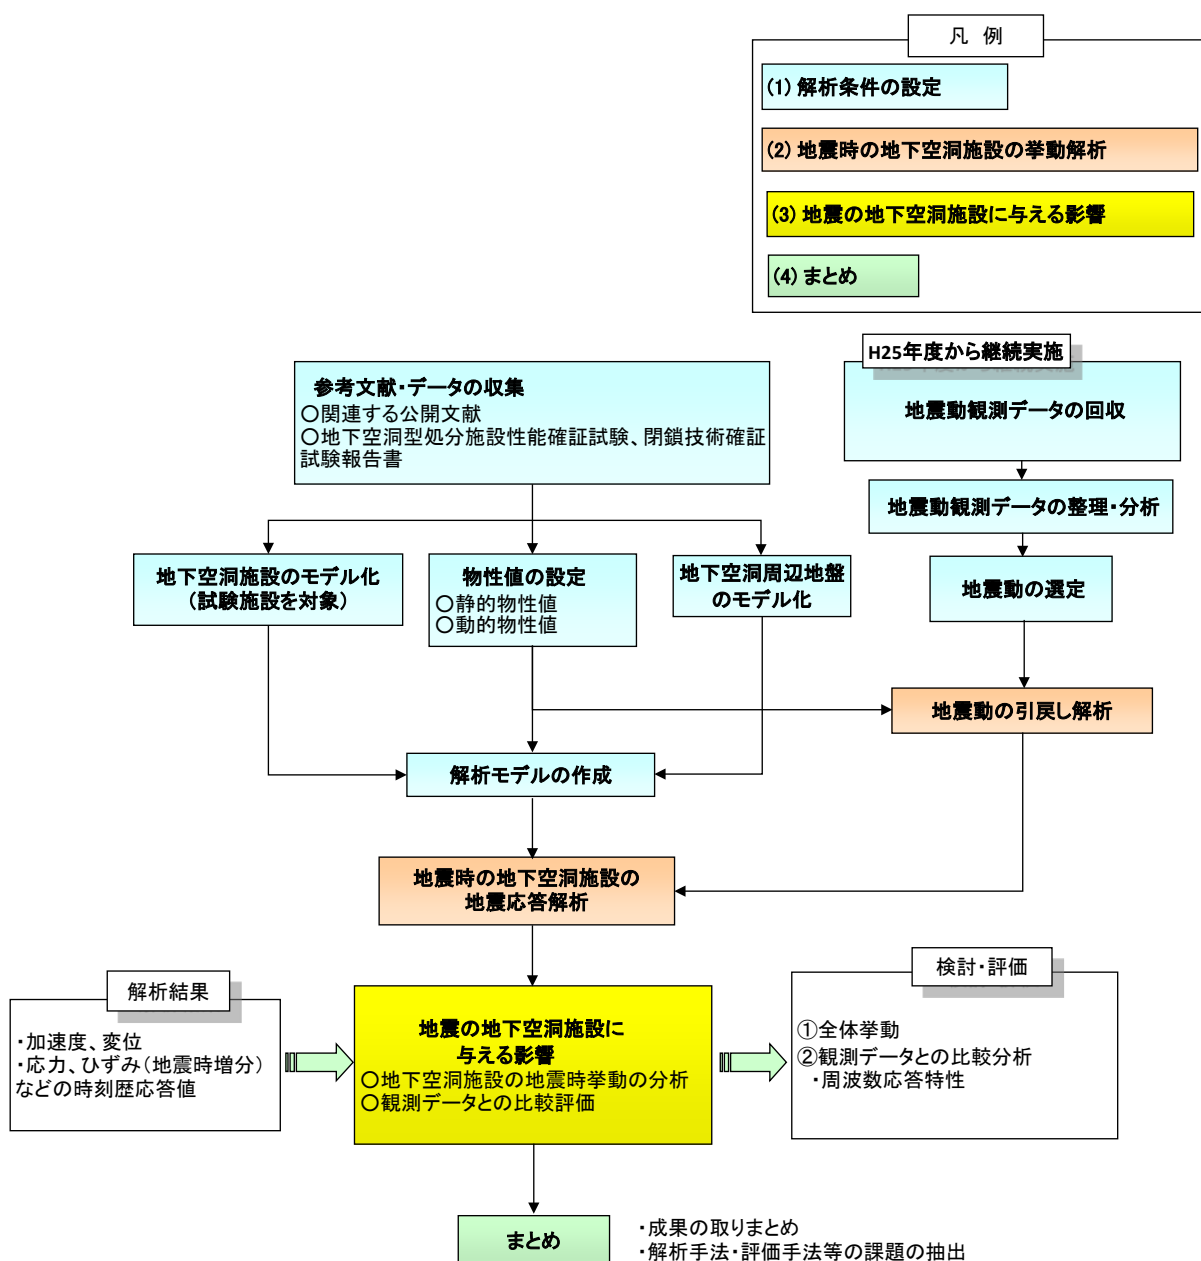 凡 例
(1) 解析条件の設定
(2) 地震時の地下空洞施設の挙動解析
(3) 地震の地下空洞施設に与える影響
(4) まとめ
H25年度から継続実施
地震動観測データの回収
参考文献・データの収集
○関連する公開文献
○地下空洞型処分施設性能確証試験、閉鎖技術確証
試験報告書
地震動観測データの整理・分析
地下空洞施設のモデル化
（試験施設を対象）
物性値の設定
○静的物性値
○動的物性値
地下空洞周辺地盤
のモデル化
地震動の選定
地震動の引戻し解析
解析モデルの作成
地震時の地下空洞施設の
地震応答解析
解析結果
・加速度、変位
・応力、ひずみ（地震時増分）
などの時刻歴応答値
地震の地下空洞施設に
与える影響
○地下空洞施設の地震時挙動の分析
○観測データとの比較評価
検討・評価
①全体挙動
②観測データとの比較分析
・周波数応答特性
まとめ
・成果の取りまとめ
・解析手法・評価手法等の課題の抽出